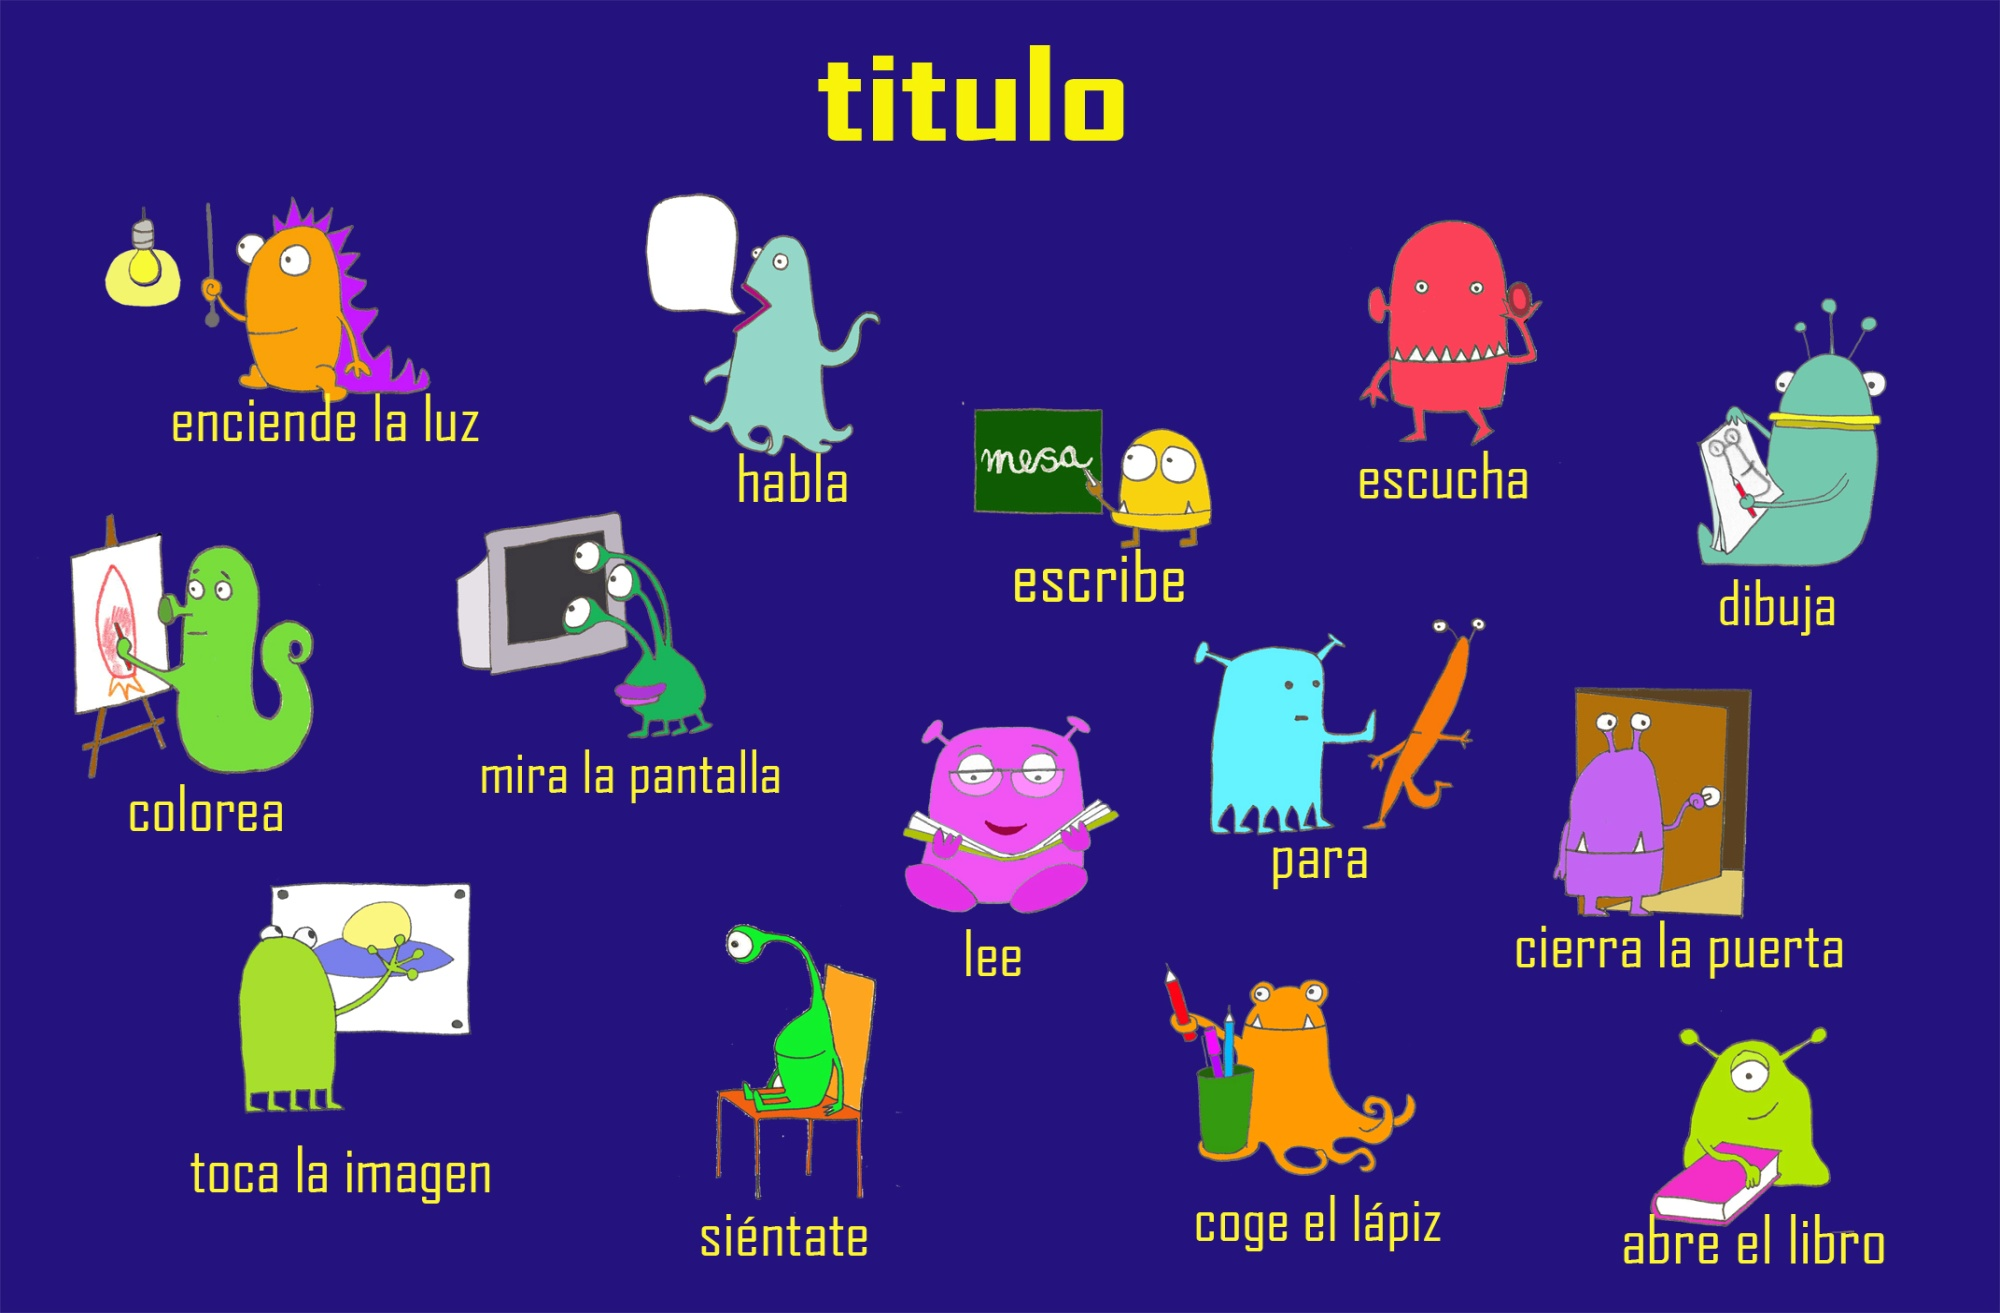 titulo
enciende la luz
habla
escucha
mesa
escribe
dibuja
colorea
mira la pantalla
lee
para
cierra la puerta
toca la imagen
siéntate
coge el lápiz
abre el libro